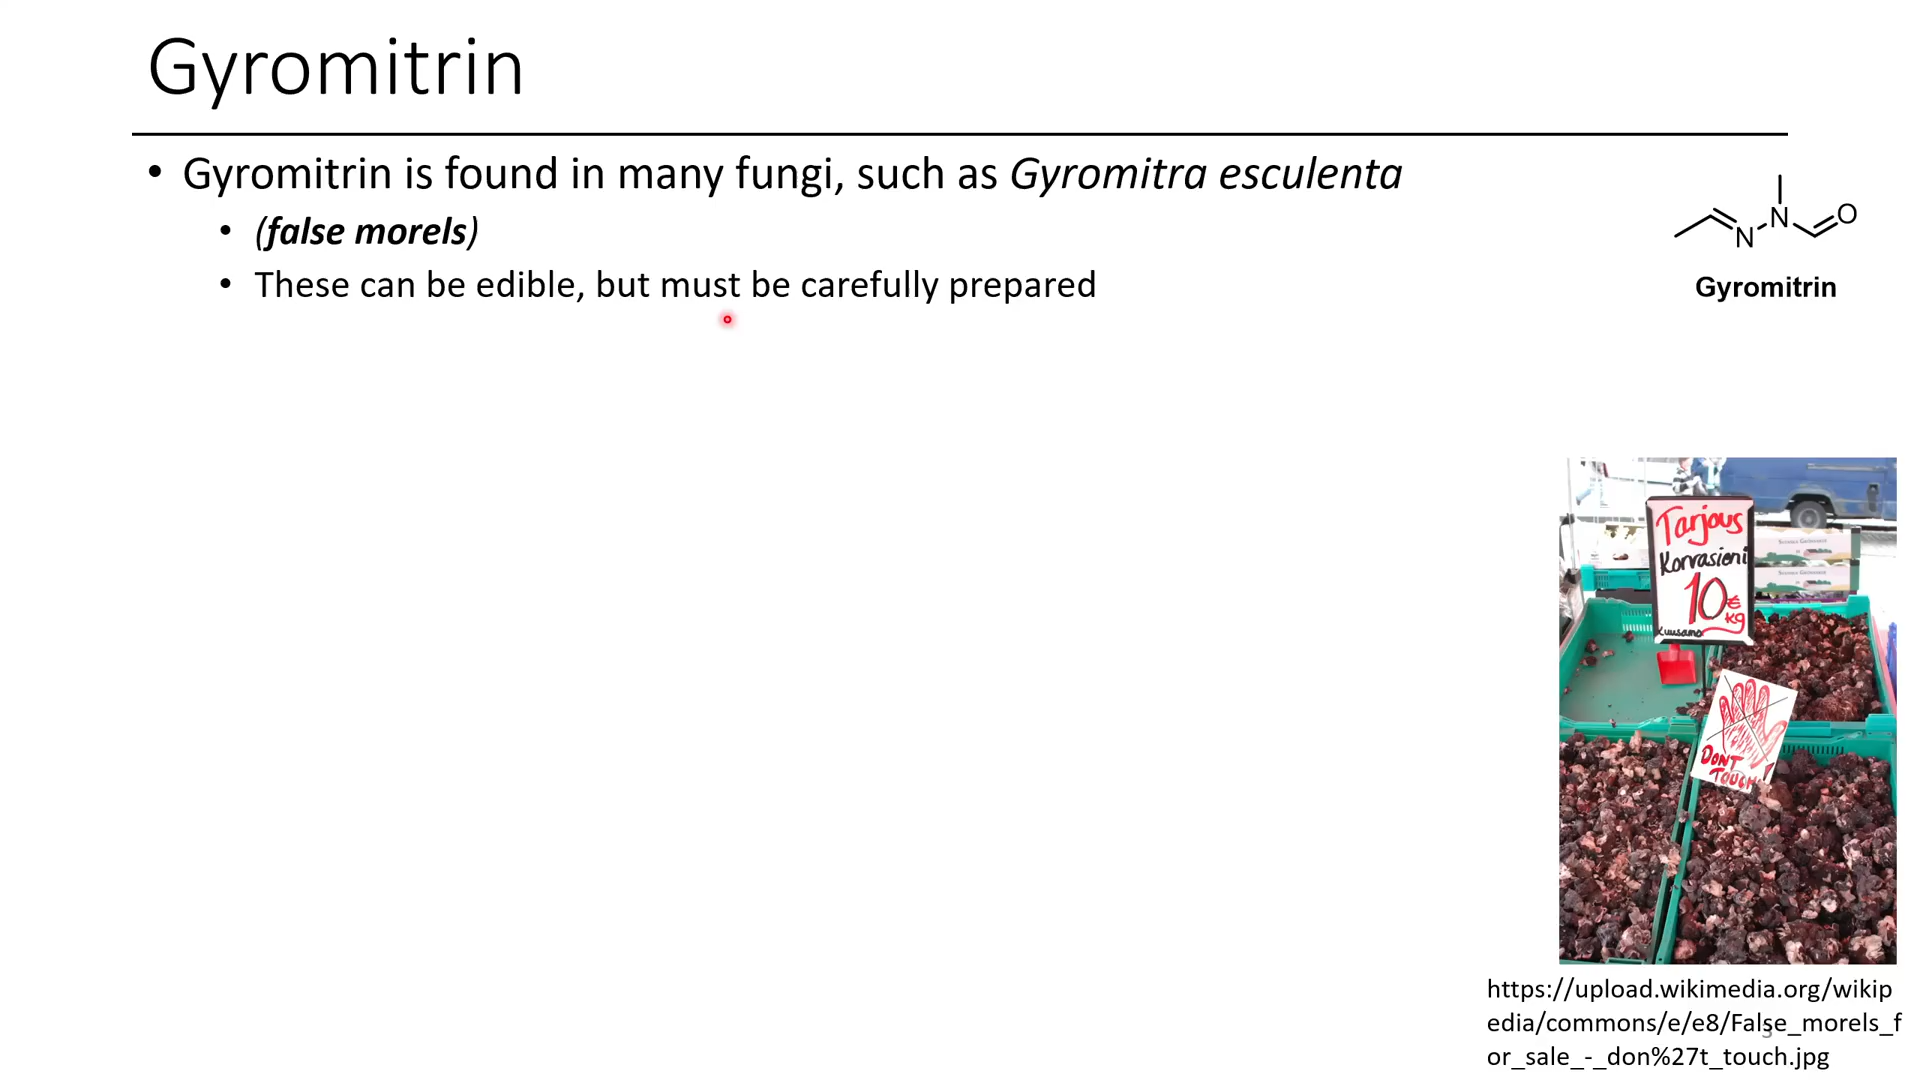 Gyromitrin
• Gyromitrin is found in many fungi, such as Gyromitra esculenta
• (false morels)
• These can be edible, but must be carefully prepared
N
N
O
Gyromitrin
Tarjous
Korvasieni
10 €
kg
Kuusamo
DON'T
TOUCH!
https://upload.wikimedia.org/wikip
edia/commons/e/e8/False_morels_f
or_sale_-_don%27t_touch.jpg
3